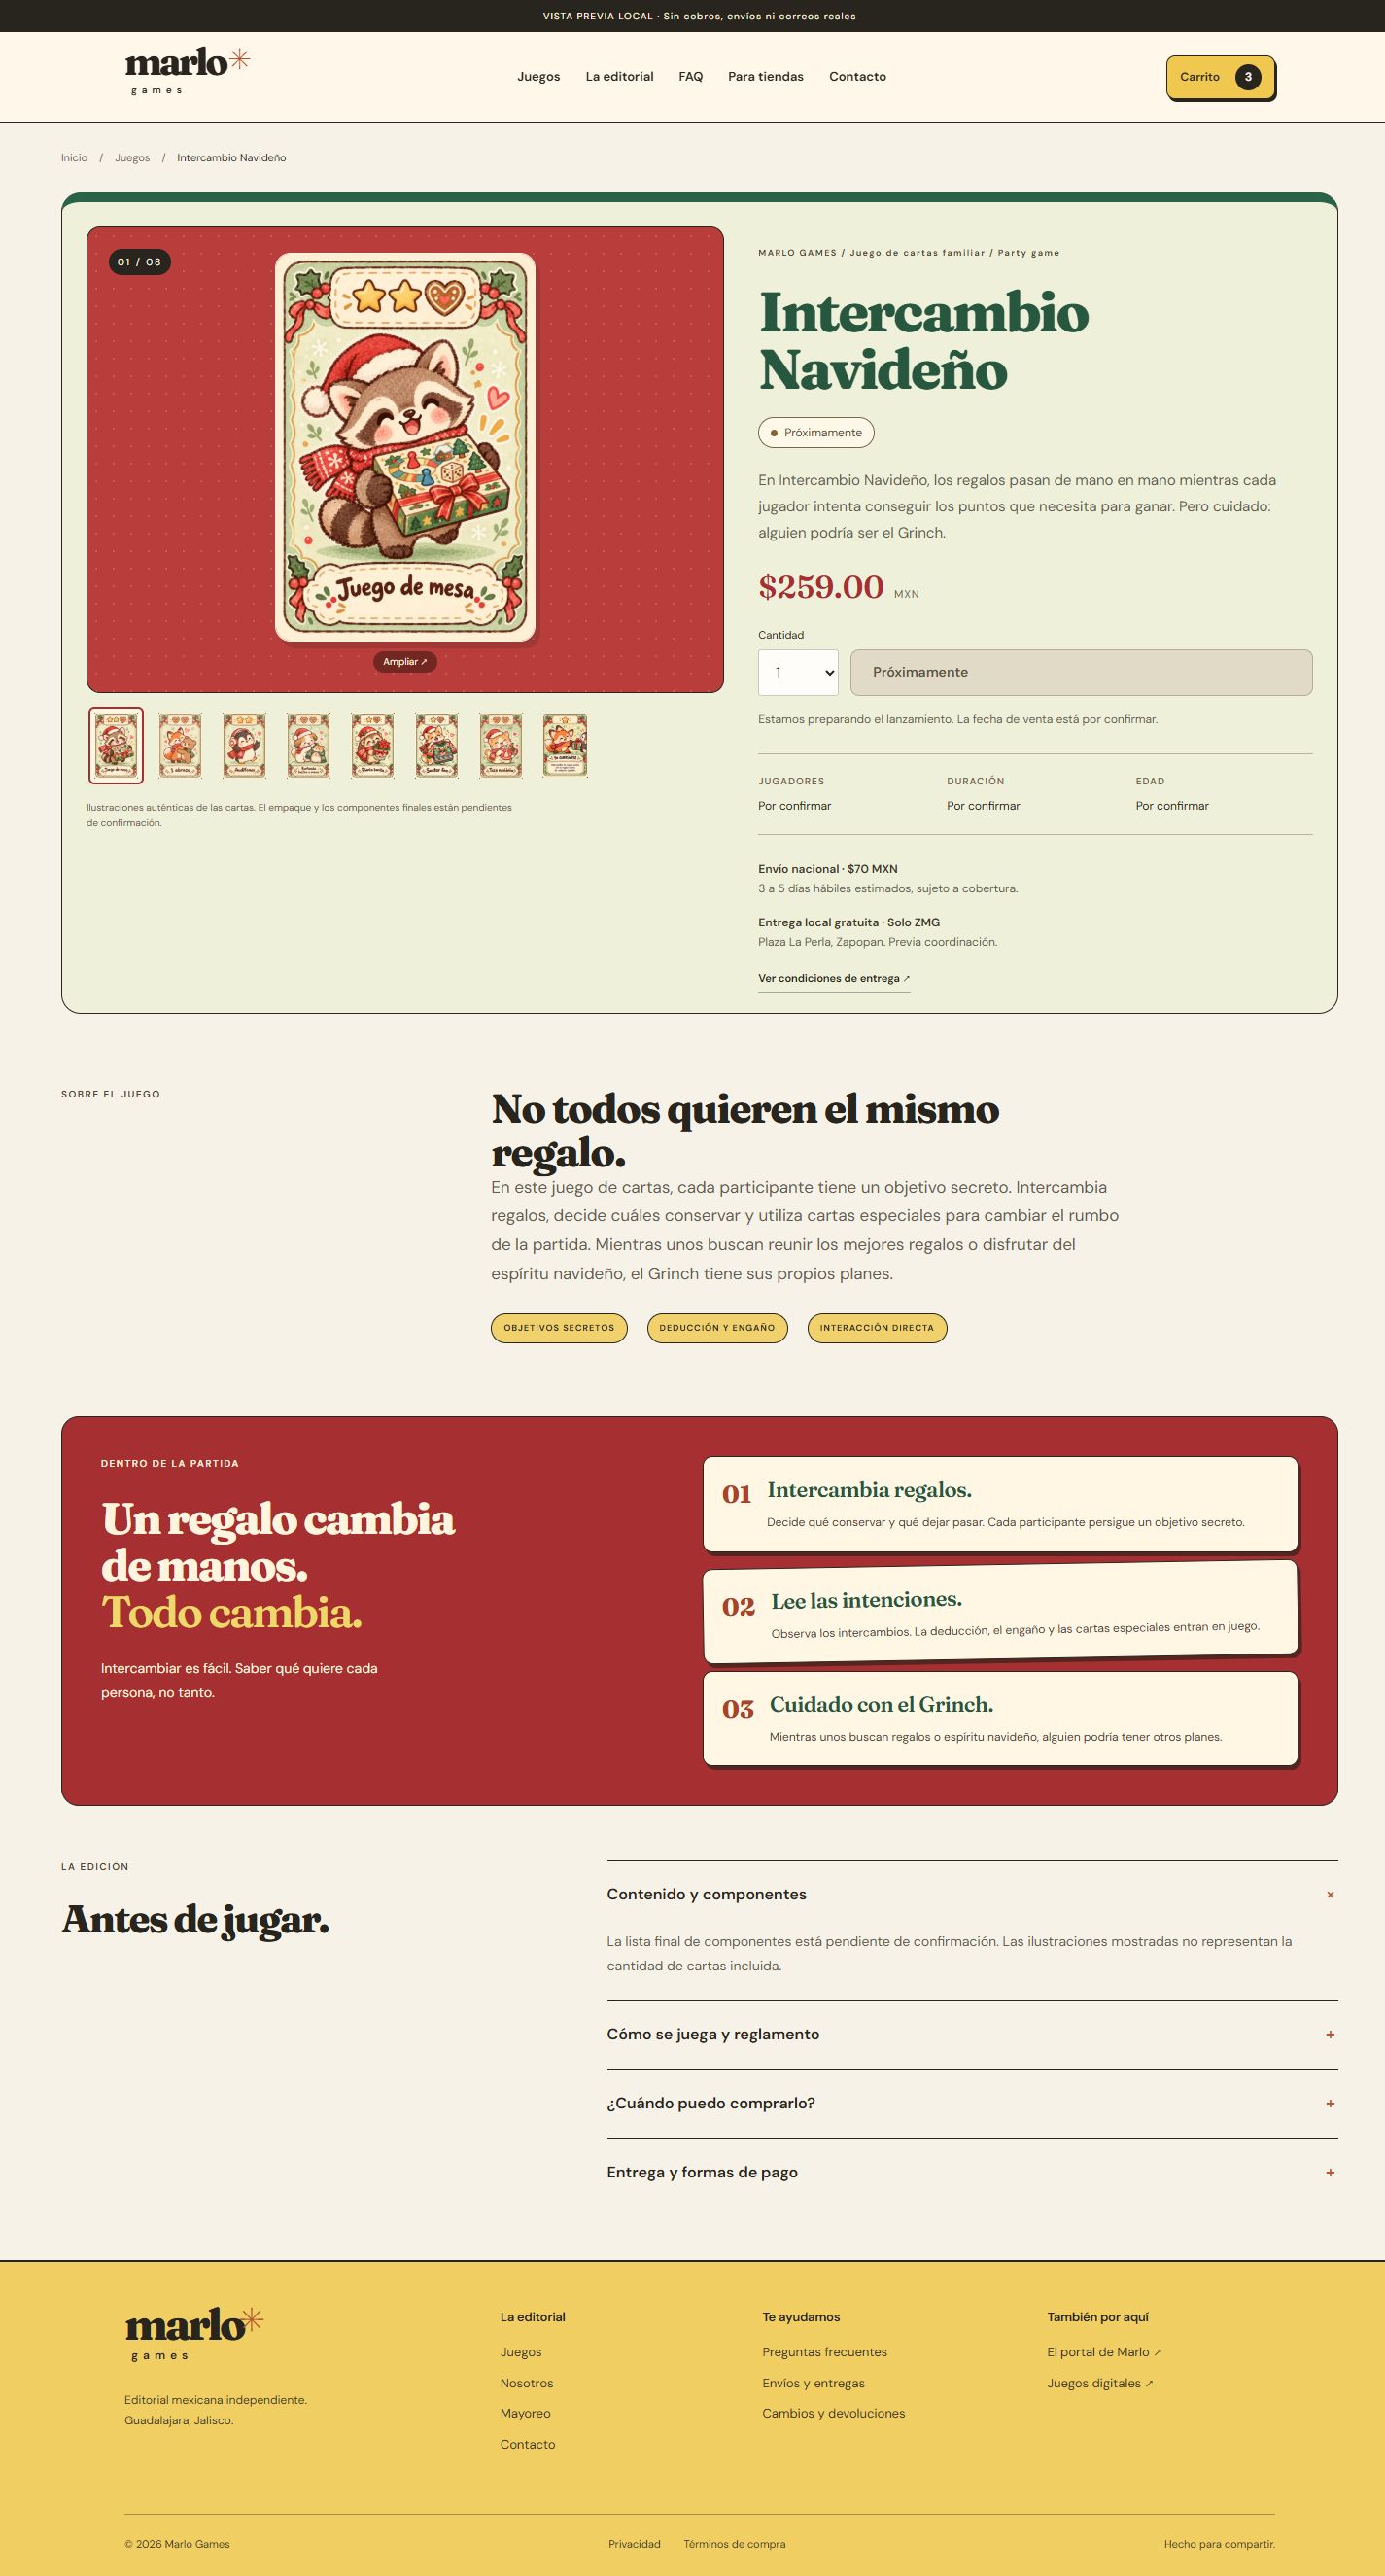 VISTA PREVIA LOCAL · Sin cobros, envíos ni correos reales
marlo
games
Juegos
La editorial
FAQ
Para tiendas
Contacto
Carrito 3
Inicio / Juegos / Intercambio Navideño
01 / 08
Juego de mesa
Ampliar ↗
Ilustraciones auténticas de las cartas. El empaque y los componentes finales están pendientes
de confirmación.
MARLO GAMES / Juego de cartas familiar / Party game
Intercambio
Navideño
Próximamente
En Intercambio Navideño, los regalos pasan de mano en mano mientras cada
jugador intenta conseguir los puntos que necesita para ganar. Pero cuidado:
alguien podría ser el Grinch.
$259.00 MXN
Cantidad
1
Próximamente
Estamos preparando el lanzamiento. La fecha de venta está por confirmar.
JUGADORES
Por confirmar
DURACIÓN
Por confirmar
EDAD
Por confirmar
Envío nacional · $70 MXN
3 a 5 días hábiles estimados, sujeto a cobertura.
Entrega local gratuita · Solo ZMG
Plaza La Perla, Zapopan. Previa coordinación.
Ver condiciones de entrega ↗
SOBRE EL JUEGO
No todos quieren el mismo
regalo.
En este juego de cartas, cada participante tiene un objetivo secreto. Intercambia
regalos, decide cuáles conservar y utiliza cartas especiales para cambiar el rumbo
de la partida. Mientras unos buscan reunir los mejores regalos o disfrutar del
espíritu navideño, el Grinch tiene sus propios planes.
OBJETIVOS SECRETOS
DEDUCCIÓN Y ENGAÑO
INTERACCIÓN DIRECTA
DENTRO DE LA PARTIDA
Un regalo cambia
de manos.
Todo cambia.
Intercambiar es fácil. Saber qué quiere cada
persona, no tanto.
01 Intercambia regalos.
Decide qué conservar y qué dejar pasar. Cada participante persigue un objetivo secreto.
02 Lee las intenciones.
Observa los intercambios. La deducción, el engaño y las cartas especiales entran en juego.
03 Cuidado con el Grinch.
Mientras unos buscan regalos o espíritu navideño, alguien podría tener otros planes.
LA EDICIÓN
Antes de jugar.
Contenido y componentes ×
La lista final de componentes está pendiente de confirmación. Las ilustraciones mostradas no representan la
cantidad de cartas incluida.
Cómo se juega y reglamento +
¿Cuándo puedo comprarlo? +
Entrega y formas de pago +
marlo
games
Editorial mexicana independiente.
Guadalajara, Jalisco.
La editorial
Juegos
Nosotros
Mayoreo
Contacto
Te ayudamos
Preguntas frecuentes
Envíos y entregas
Cambios y devoluciones
También por aquí
El portal de Marlo ↗
Juegos digitales ↗
© 2026 Marlo Games
Privacidad
Términos de compra
Hecho para compartir.